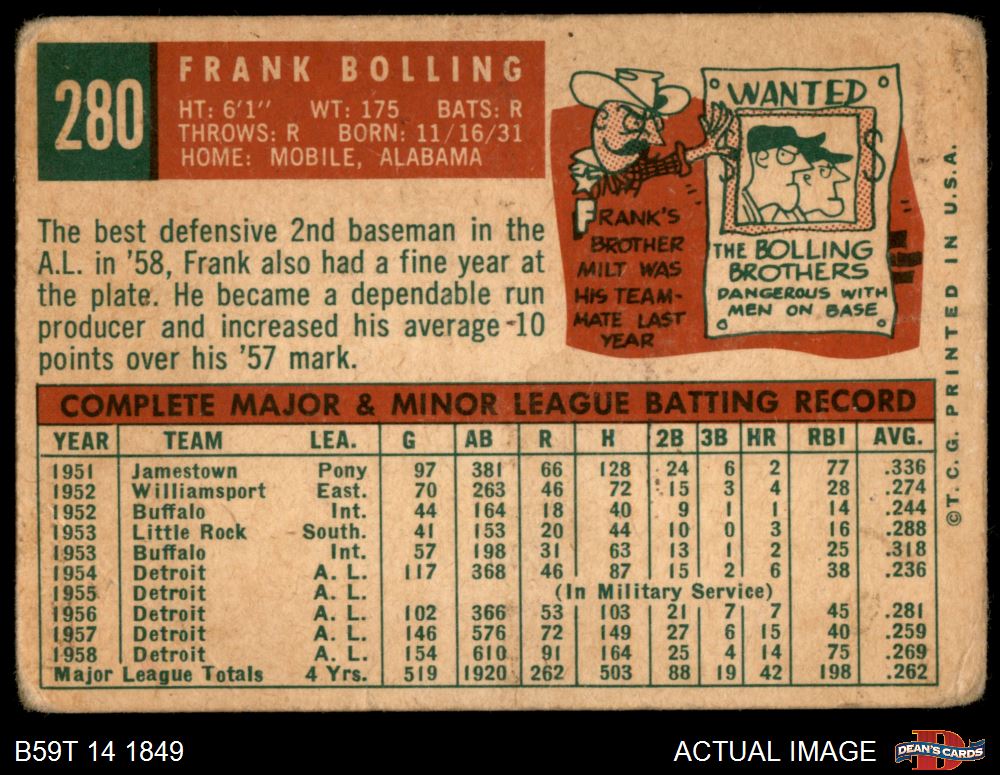 280
FRANK BOLLING
HT: 6'1" WT: 175 BATS: R
THROWS: R BORN: 11/16/31
HOME: MOBILE, ALABAMA
The best defensive 2nd baseman in the
A.L. in '58, Frank also had a fine year at
the plate. He became a dependable run
producer and increased his average 10
points over his '57 mark.
FRANK'S
BROTHER
MILT WAS
HIS TEAM-
MATE LAST
YEAR
WANTED
$ $
THE BOLLING
BROTHERS
DANGEROUS WITH
MEN ON BASE
©T. C. G. PRINTED IN U.S.A.
COMPLETE MAJOR & MINOR LEAGUE BATTING RECORD
YEAR TEAM LEA. G AB R H 2B 3B HR RBI AVG.
1951 Jamestown Pony 97 381 66 128 24 6 2 77 .336
1952 Williamsport East. 70 263 46 72 15 3 4 28 .274
1952 Buffalo Int. 44 164 18 40 9 1 1 14 .244
1953 Little Rock South. 41 153 20 44 10 0 3 16 .288
1953 Buffalo Int. 57 198 31 63 13 1 2 25 .318
1954 Detroit A. L. 117 368 46 87 15 2 6 38 .236
1955 Detroit A. L. (In Military Service)
1956 Detroit A. L. 102 366 53 103 21 7 7 45 .281
1957 Detroit A. L. 146 576 72 149 27 6 15 40 .259
1958 Detroit A. L. 154 610 91 164 25 4 14 75 .269
Major League Totals 4 Yrs. 519 1920 262 503 88 19 42 198 .262
B59T 14 1849
ACTUAL IMAGE
DEAN'S CARDS